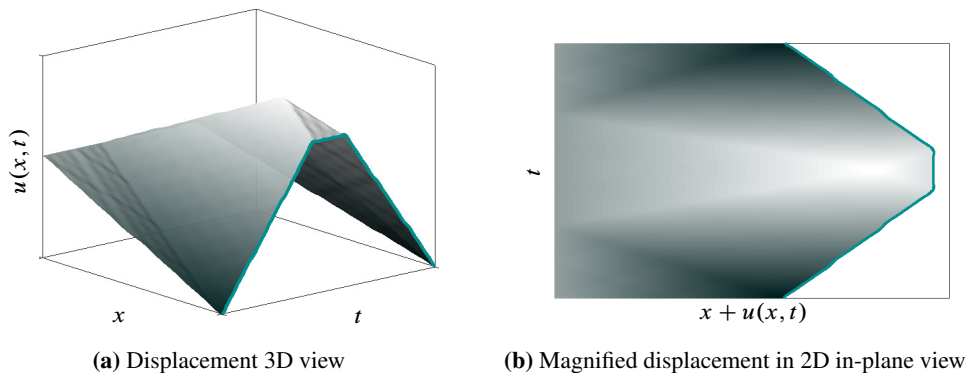 u(x,t)
x
t
(a) Displacement 3D view
t
x + u(x,t)
(b) Magnified displacement in 2D in-plane view